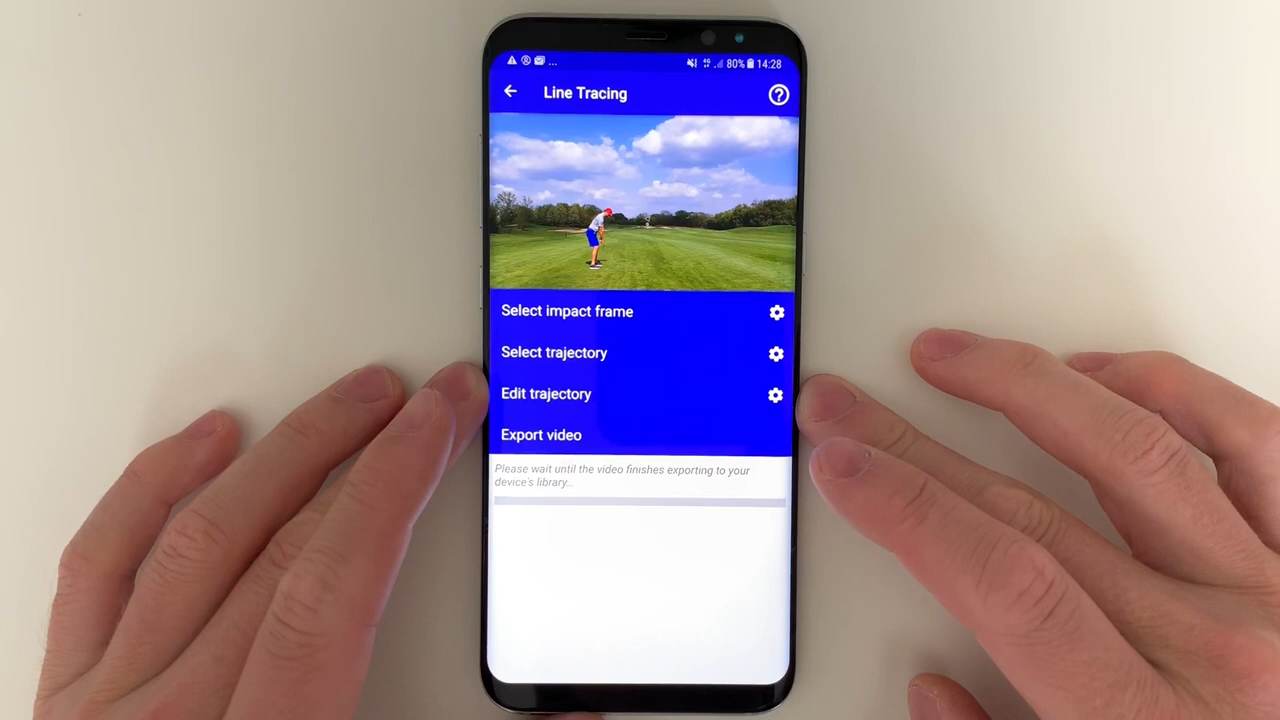 ... 4G 80% 14:28
Line Tracing
Select impact frame
Select trajectory
Edit trajectory
Export video
Please wait until the video finishes exporting to your
device's library...